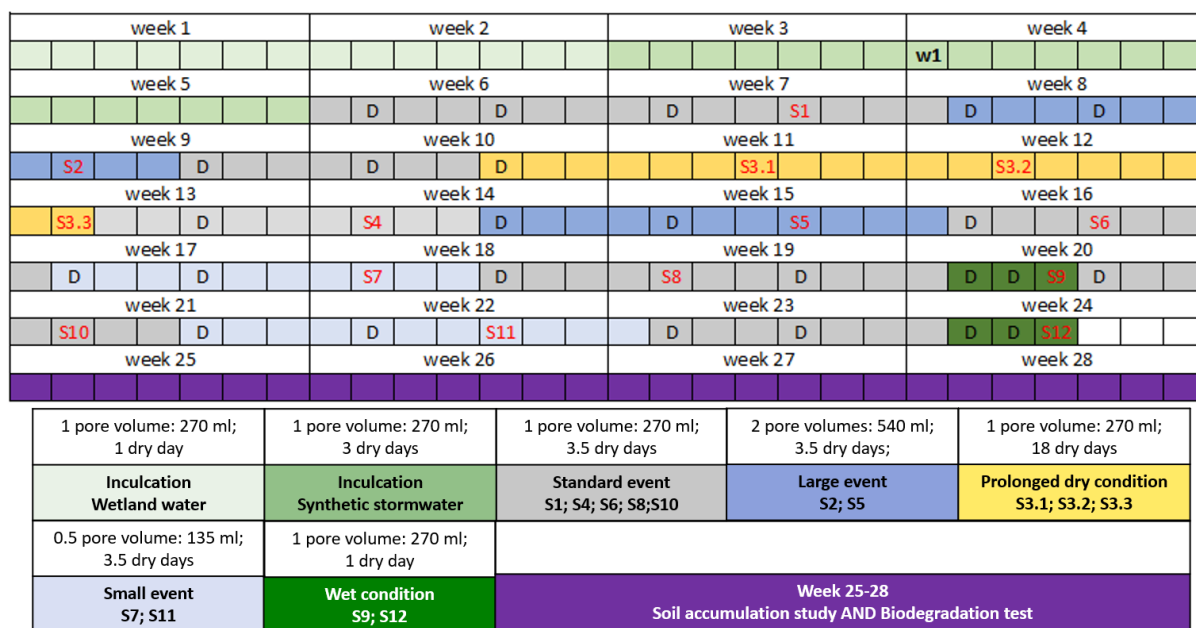 week 1 week 2 week 3 week 4
w1
week 5 week 6 week 7 week 8
D D D S1 D D
week 9 week 10 week 11 week 12
S2 D D D S3.1 S3.2
week 13 week 14 week 15 week 16
S3.3 D S4 D D S5 D S6
week 17 week 18 week 19 week 20
D D S7 D S8 D D D S9 D
week 21 week 22 week 23 week 24
S10 D D S11 D D D D S12
week 25 week 26 week 27 week 28
1 pore volume: 270 ml; 1 pore volume: 270 ml; 1 pore volume: 270 ml; 2 pore volumes: 540 ml; 1 pore volume: 270 ml;
1 dry day 3 dry days 3.5 dry days 3.5 dry days; 18 dry days
Inculcation Inculcation Standard event Large event Prolonged dry condition
Wetland water Synthetic stormwater S1; S4; S6; S8;S10 S2; S5 S3.1; S3.2; S3.3
0.5 pore volume: 135 ml; 1 pore volume: 270 ml;
3.5 dry days 1 dry day
Small event Wet condition Week 25-28
S7; S11 S9; S12 Soil accumulation study AND Biodegradation test